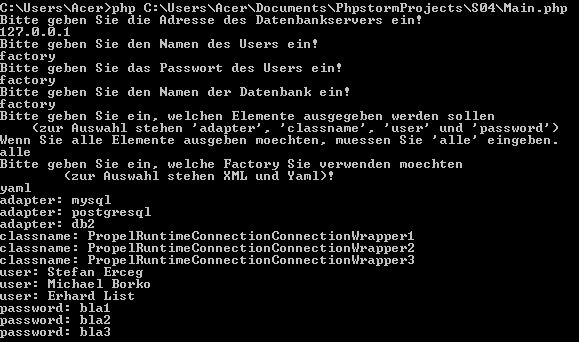 C:\Users\Acer>php C:\Users\Acer\Documents\PhpstormProjects\S04\Main.php
Bitte geben Sie die Adresse des Datenbankservers ein!
127.0.0.1
Bitte geben Sie den Namen des Users ein!
factory
Bitte geben Sie das Passwort des Users ein!
factory
Bitte geben Sie den Namen der Datenbank ein!
factory
Bitte geben Sie ein, welchen Elemente ausgegeben werden sollen
(zur Auswahl stehen 'adapter', 'classname', 'user' und 'password')
Wenn Sie alle Elemente ausgeben moechten, muessen Sie 'alle' eingeben.
alle
Bitte geben Sie ein, welche Factory Sie verwenden moechten
(zur Auswahl stehen XML und Yaml)!
yaml
adapter: mysql
adapter: postgresql
adapter: db2
classname: PropelRuntimeConnectionConnectionWrapper1
classname: PropelRuntimeConnectionConnectionWrapper2
classname: PropelRuntimeConnectionConnectionWrapper3
user: Stefan Erceg
user: Michael Borko
user: Erhard List
password: bla1
password: bla2
password: bla3